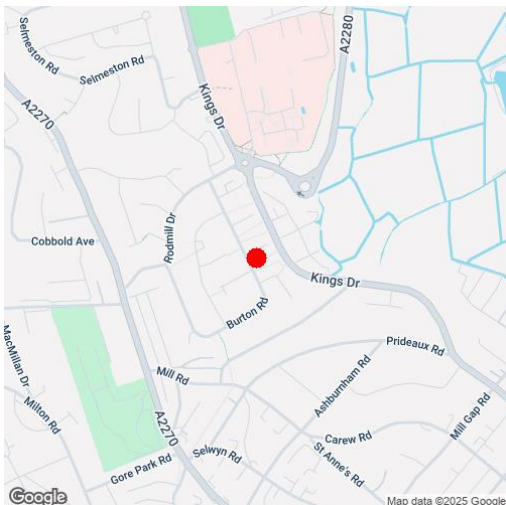 Selmeston Rd
Selmeston Rd
Kings Dr
A2280
A2270
Rodmill Dr
Cobbold Ave
Kings Dr
Burton Rd
Prideaux Rd
MacMillan Dr
Milton Rd
Mill Rd
Ashburnham Rd
Mill Gap Rd
A2270
Carew Rd
Selwyn Rd
St Anne's Rd
Gore Park Rd
Google
Map data ©2025 Google